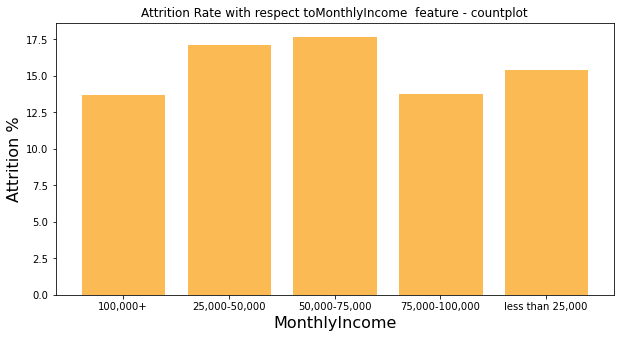 Attrition Rate with respect toMonthlyIncome  feature - countplot
17.5
15.0
12.5
10.0
7.5
5.0
2.5
0.0
Attrition %
100,000+ 25,000-50,000 50,000-75,000 75,000-100,000 less than 25,000
MonthlyIncome